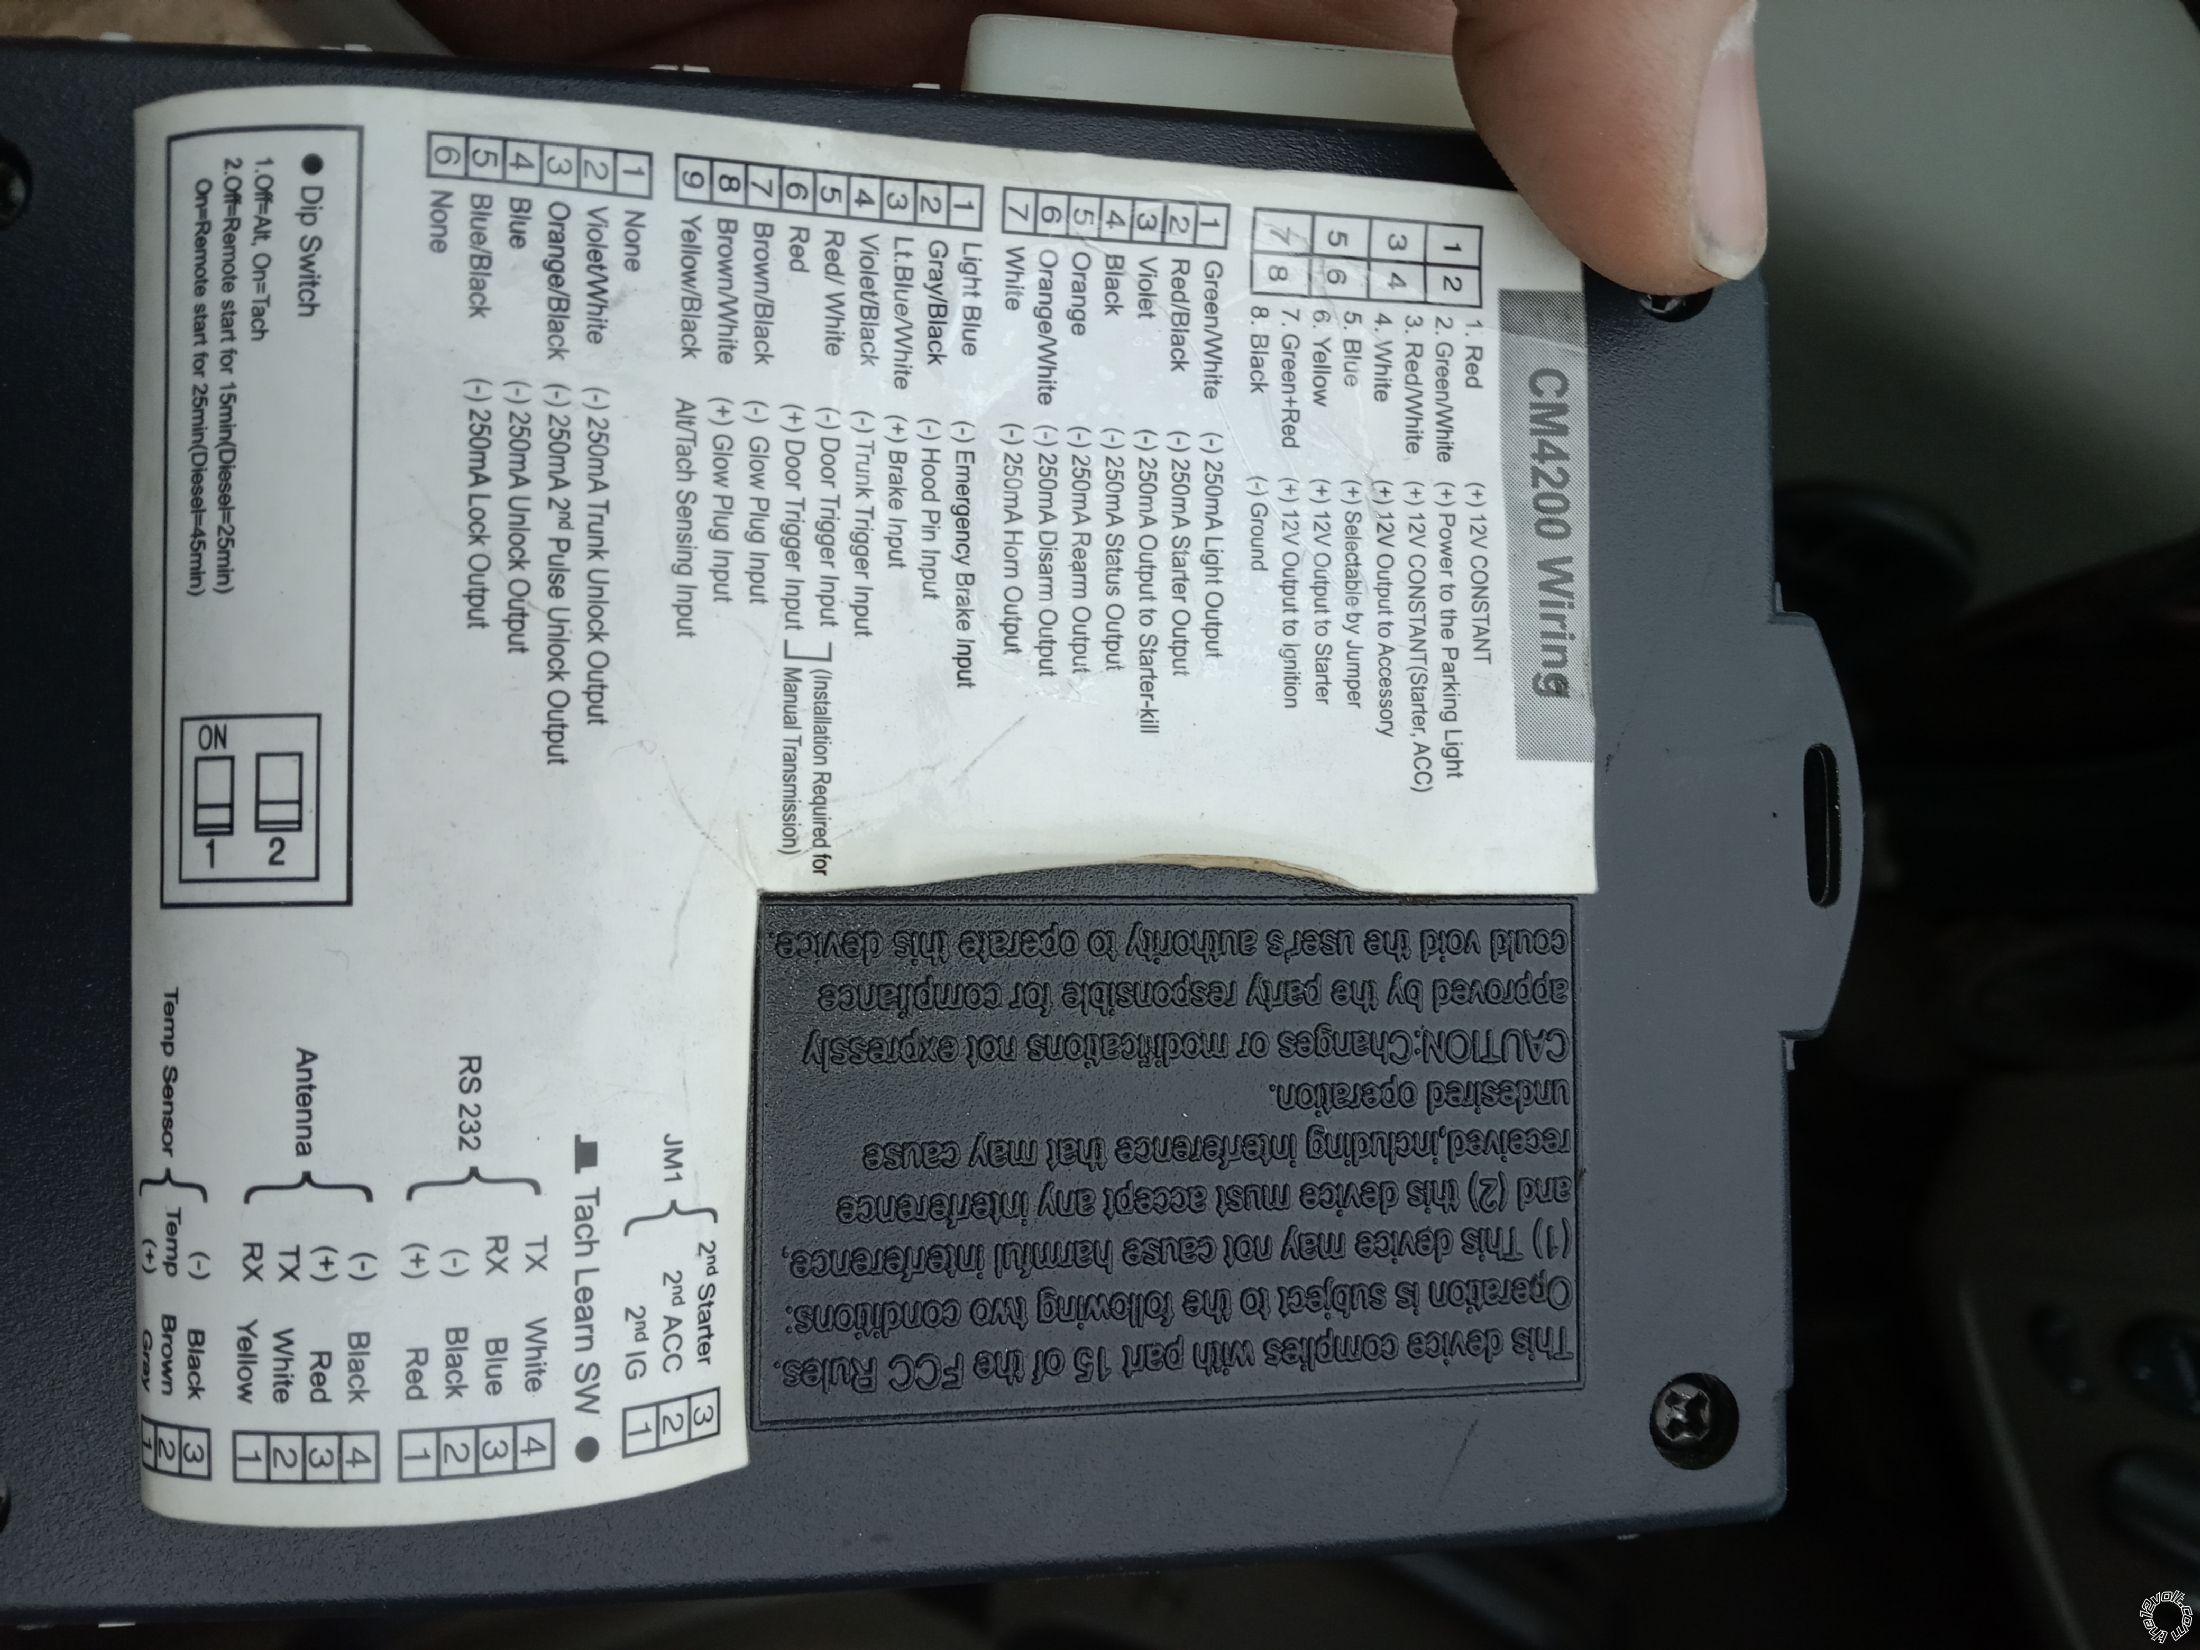 CM4200 Wiring
1 2
3 4
5 6
7 8
1. Red (+) 12V CONSTANT
2. Green/White (+) Power to the Parking Light
3. Red/White (+) 12V CONSTANT(Starter, ACC)
4. White (+) 12V Output to Accessory
5. Blue (+) Selectable by Jumper
6. Yellow (+) 12V Output to Starter
7. Green+Red (+) 12V Output to Ignition
8. Black (-) Ground
1 Green/White (-) 250mA Light Output
2 Red/Black (-) 250mA Starter Output
3 Violet (-) 250mA Output to Starter-kill
4 Black (-) 250mA Status Output
5 Orange (-) 250mA Rearm Output
6 Orange/White (-) 250mA Disarm Output
7 White (-) 250mA Horn Output
1 Light Blue (-) Emergency Brake Input
2 Gray/Black (-) Hood Pin Input
3 Lt.Blue/White (+) Brake Input
4 Violet/Black (-) Trunk Trigger Input
5 Red/ White (-) Door Trigger Input (Installation Required for
6 Red (+) Door Trigger Input Manual Transmission)
7 Brown/Black (-) Glow Plug Input
8 Brown/White (+) Glow Plug Input
9 Yellow/Black Alt/Tach Sensing Input
1 None
2 Violet/White (-) 250mA Trunk Unlock Output
3 Orange/Black (-) 250mA 2nd Pulse Unlock Output
4 Blue (-) 250mA Unlock Output
5 Blue/Black (-) 250mA Lock Output
6 None
● Dip Switch
1.Off=Alt, On=Tach
2.Off=Remote start for 15min(Diesel=25min)
On=Remote start for 25min(Diesel=45min)
2
ON 1
JM1
2nd Starter 3
2nd ACC 2
2nd IG 1
Tach Learn SW ●
RS 232
TX White 4
RX Blue 3
(-) Black 2
(+) Red 1
Antenna
(-) Black 4
(+) Red 3
TX White 2
RX Yellow 1
Temp Sensor
(-) Black 3
Temp Brown 2
(+) Gray 1
This device complies with part 15 of the FCC Rules.
Operation is subject to the following two conditions:
(1) This device may not cause harmful interference,
and (2) this device must accept any interference
received,including interference that may cause
undesired operation.
CAUTION:Changes or modifications not expressly
approved by the party responsible for compliance
could void the user's authority to operate this device.
the12volt.com